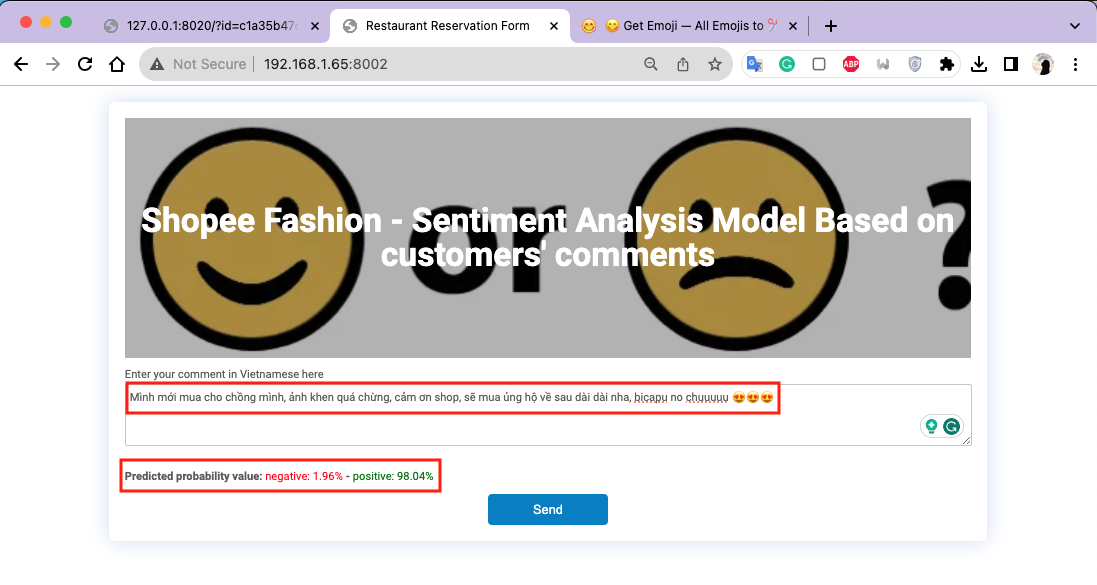 127.0.0.1:8020/?id=c1a35b47
Restaurant Reservation Form
😋 Get Emoji — All Emojis to ✂️
Not Secure | 192.168.1.65:8002
ABP
or ?
Shopee Fashion - Sentiment Analysis Model Based on
customers' comments
Enter your comment in Vietnamese here
Mình mới mua cho chồng mình, ảnh khen quá chừng, cảm ơn shop, sẽ mua ủng hộ về sau dài dài nha, biçapu no chuuuuu 😍😍😍
Predicted probability value: negative: 1.96% - positive: 98.04%
Send